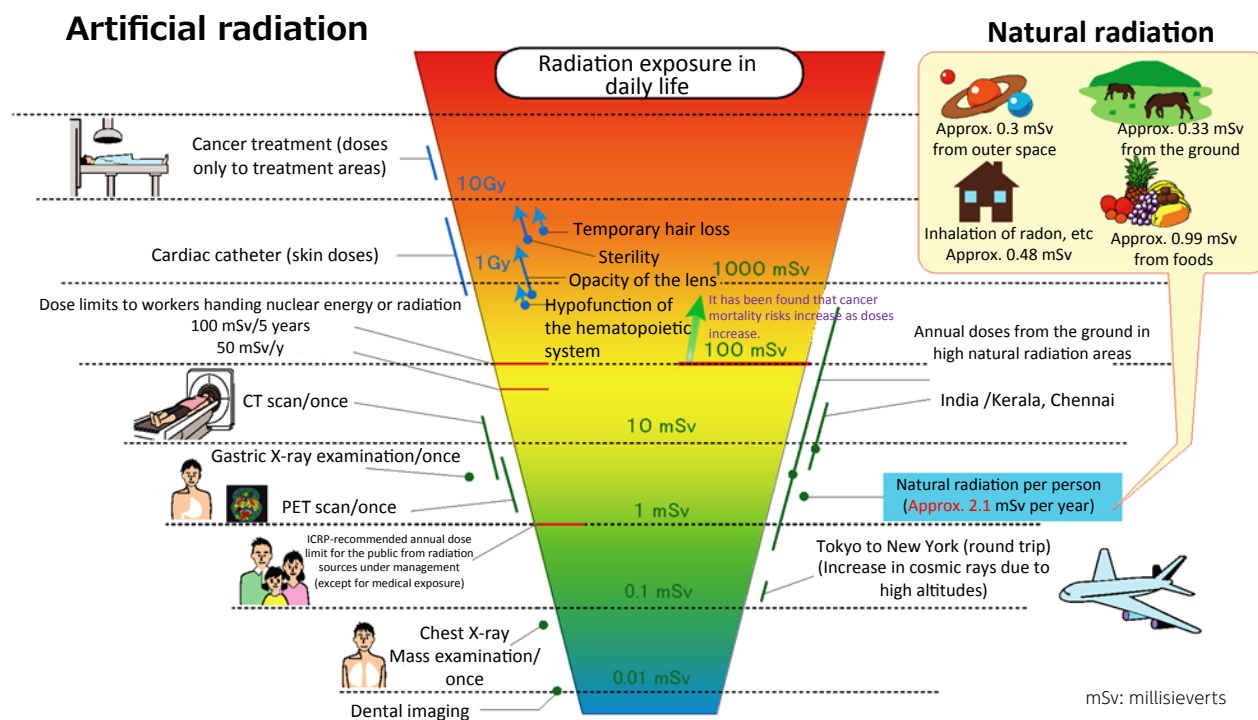 Artificial radiation
Natural radiation
Radiation exposure in
daily life
Approx. 0.3 mSv
from outer space
Approx. 0.33 mSv
from the ground
Inhalation of radon, etc
Approx. 0.48 mSv
Approx. 0.99 mSv
from foods
Cancer treatment (doses
only to treatment areas)
10Gy
Cardiac catheter (skin doses)
1Gy
Temporary hair loss
Sterility
Opacity of the lens
Hypofunction of
the hematopoietic
system
1000 mSv
It has been found that cancer
mortality risks increase as doses
increase.
100 mSv
Dose limits to workers handing nuclear energy or radiation
100 mSv/5 years
50 mSv/y
Annual doses from the ground in
high natural radiation areas
CT scan/once
India /Kerala, Chennai
10 mSv
Gastric X-ray examination/once
PET scan/once
Natural radiation per person
(Approx. 2.1 mSv per year)
1 mSv
ICRP-recommended annual dose
limit for the public from radiation
sources under management
(except for medical exposure)
Tokyo to New York (round trip)
(Increase in cosmic rays due to
high altitudes)
0.1 mSv
Chest X-ray
Mass examination/
once
0.01 mSv
Dental imaging
mSv: millisieverts